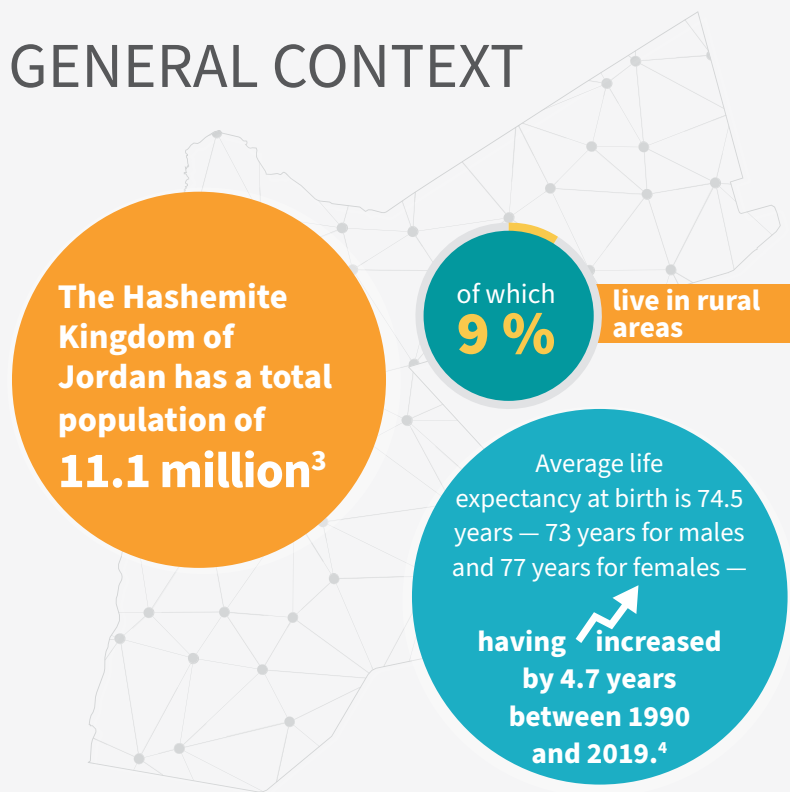 GENERAL CONTEXT
The Hashemite
Kingdom of
Jordan has a total
population of
11.1 million³
of which
9 %
live in rural
areas
Average life
expectancy at birth is 74.5
years — 73 years for males
and 77 years for females —
having increased
by 4.7 years
between 1990
and 2019.⁴